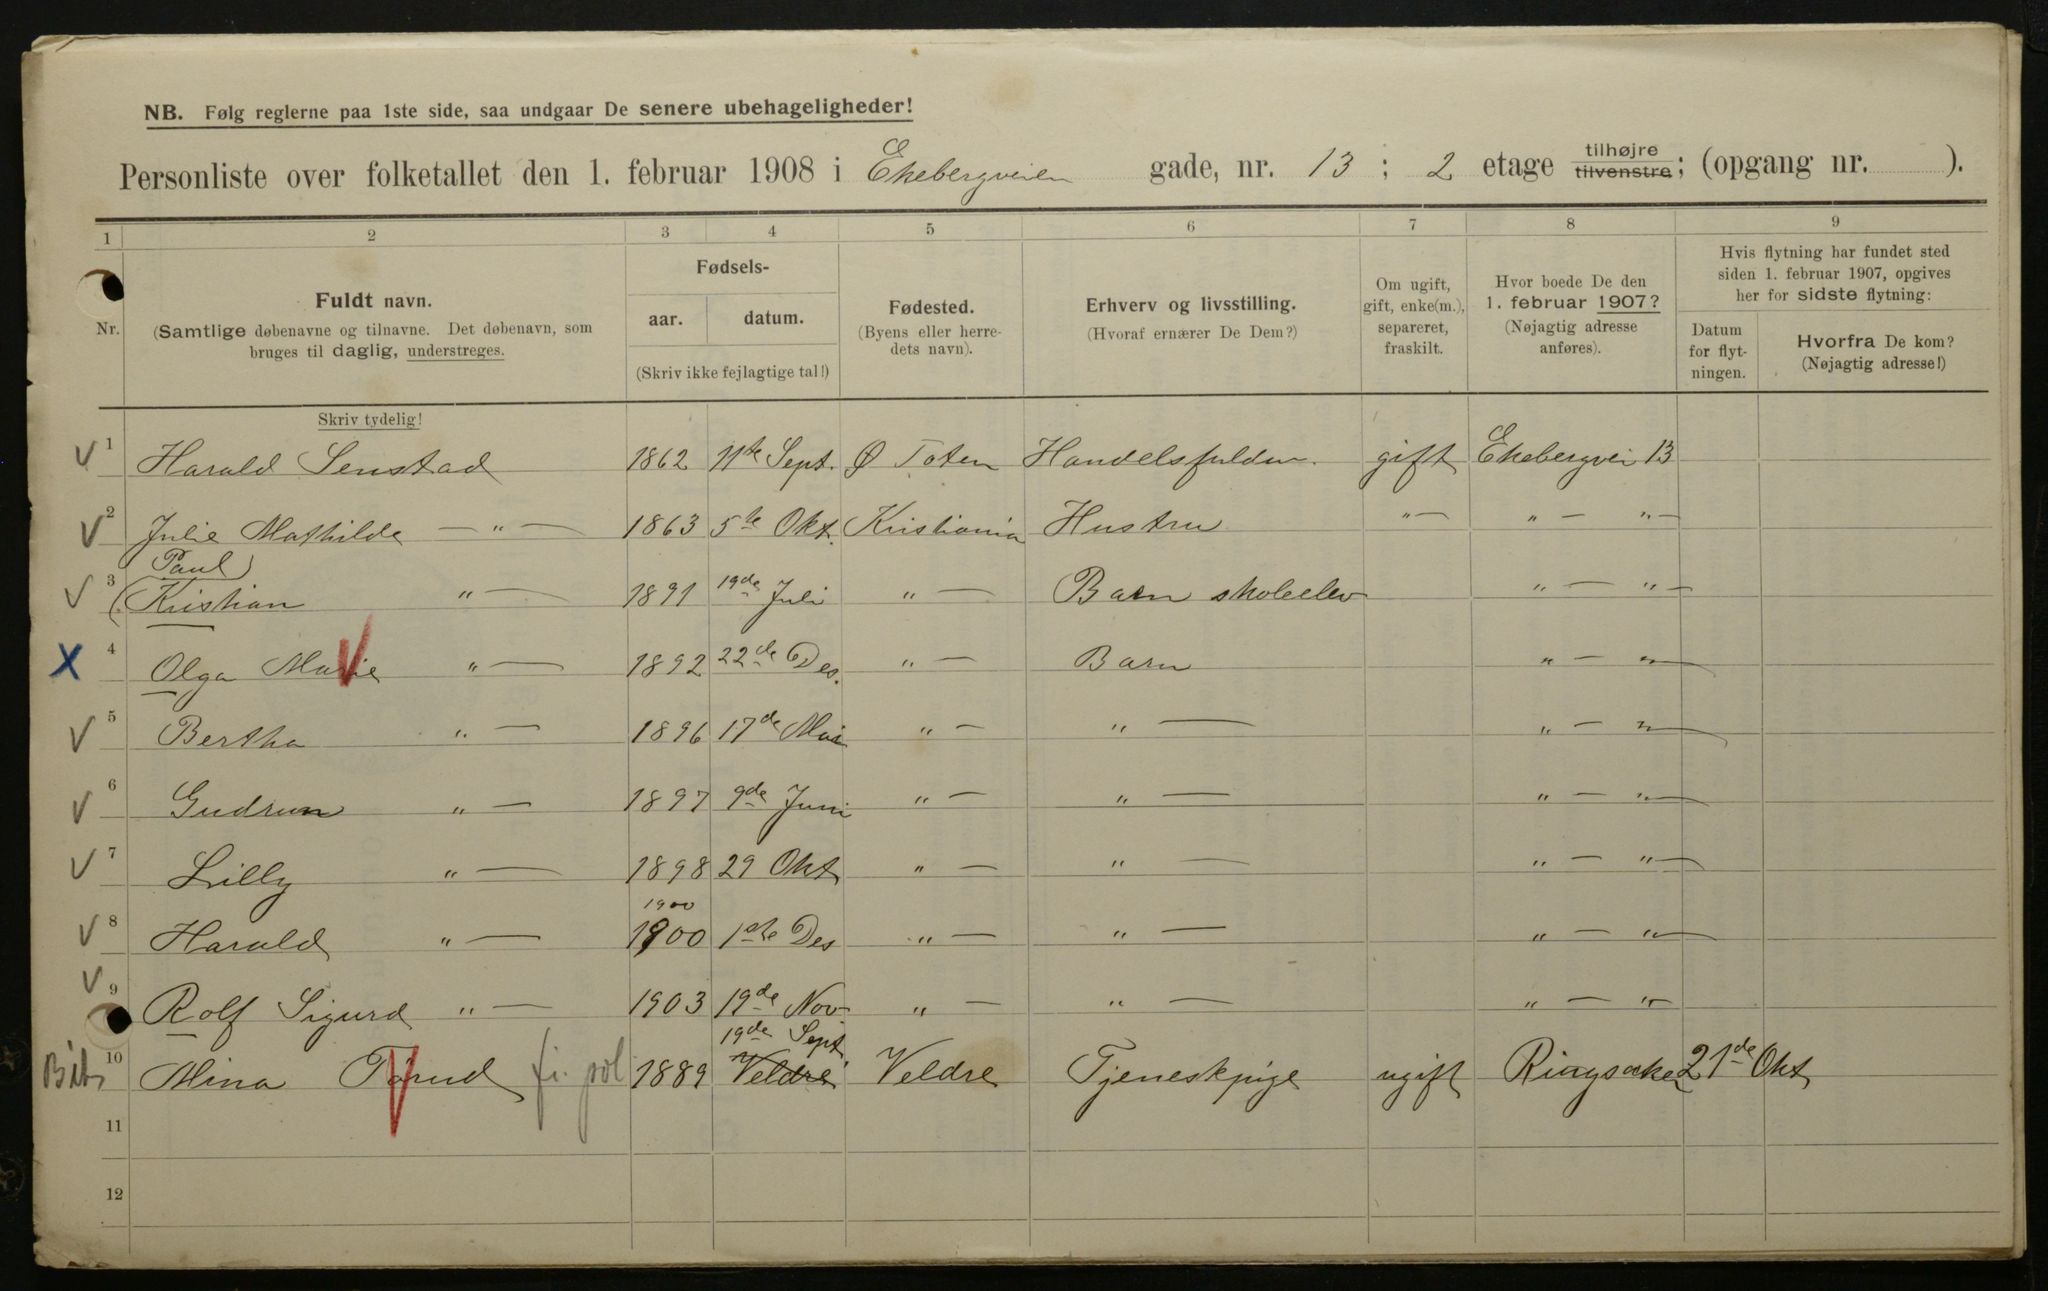 NB. Følg reglerne paa 1ste side, saa undgaar De senere ubehageligheder!
Personliste over folketallet den 1. februar 1908 i Ekebergveien gade, nr. 13 ; 2 etage tilhøjre tilvenstre; (opgang nr. ).
1 2 3 4 5 6 7 8 9
Nr.
Fuldt navn.
(Samtlige døbenavne og tilnavne. Det døbenavn, som
bruges til daglig, understreges.
Fødsels-
aar. datum.
(Skriv ikke fejlagtige tal!)
Fødested.
(Byens eller herre-
dets navn).
Erhverv og livsstilling.
(Hvoraf ernærer De Dem?)
Om ugift,
gift, enke(m.),
separeret,
fraskilt.
Hvor boede De den
1. februar 1907?
(Nøjagtig adresse
anføres).
Hvis flytning har fundet sted
siden 1. februar 1907, opgives
her for sidste flytning:
Datum
for flyt-
ningen.
Hvorfra De kom?
(Nøjagtig adresse!)
Skriv tydelig!
V 1 Harald Senstad 1862 11te Sept. Ø Toten Handelsfuldm. gift Ekebergvei 13
V 2 Julie Mathilde — " — 1863 5te Okt. Kristiania Hustru " — " — " —
Paul
V 3 (Kristian " — 1891 19de Juli " — Barn skoleelev " — " —
X 4 Olga Marie " — 1892 22de Des. " — Barn " — " —
V 5 Bertha " — 1896 17de Mai " — " — " — " —
V 6 Gudrun " — 1897 9de Juni " — " — " — " —
V 7 Lilly " — 1898 29 Okt " — " — " — " —
1900
V 8 Harald " — 1900 1ste Des " — " — " — " —
V 9 Rolf Sigurd " — 1903 19de Nov. " — " — " — "
19de Sept
10 Mina 1889 Veldre Veldre Tjeneskpige ugift Ringsaker 21de Okt
11
12